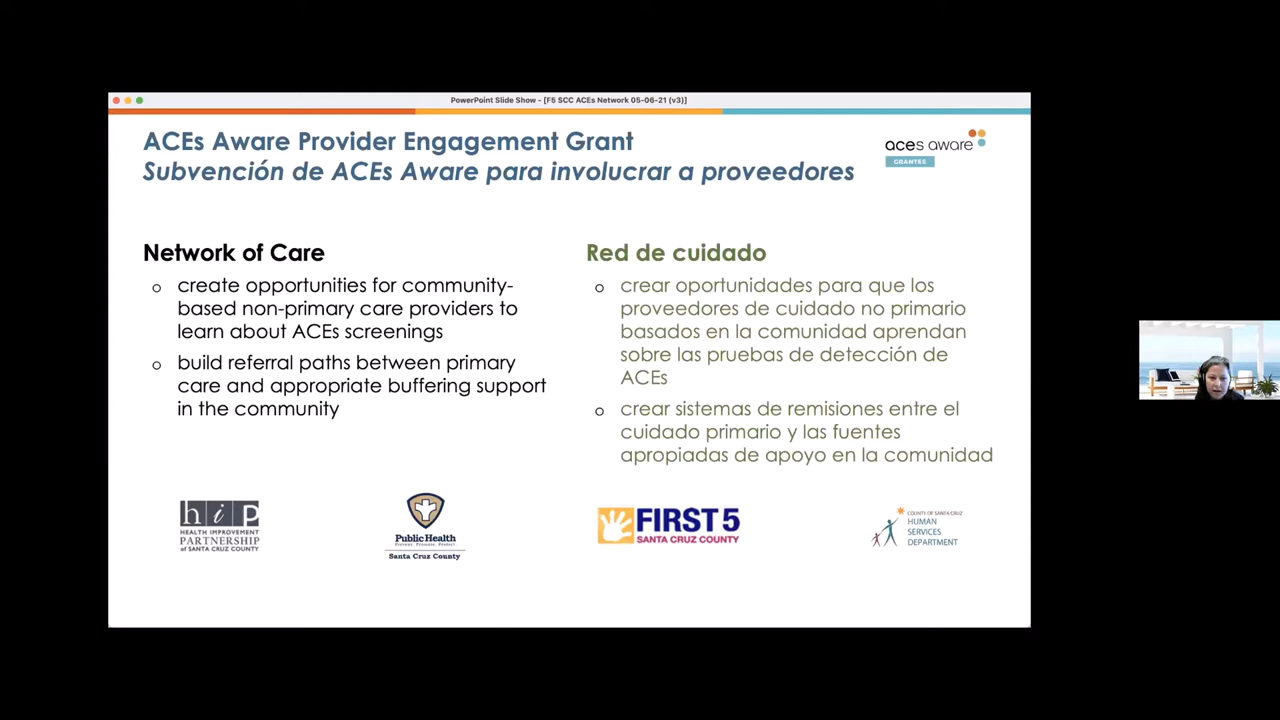 PowerPoint Slide Show - [F5 SCC ACEs Network 05-06-21 (v3)]
ACEs Aware Provider Engagement Grant
Subvención de ACEs Aware para involucrar a proveedores
aces aware
GRANTEE
Network of Care
o create opportunities for community-
based non-primary care providers to
learn about ACEs screenings
o build referral paths between primary
care and appropriate buffering support
in the community
Red de cuidado
o crear oportunidades para que los
proveedores de cuidado no primario
basados en la comunidad aprendan
sobre las pruebas de detección de
ACEs
o crear sistemas de remisiones entre el
cuidado primario y las fuentes
apropiadas de apoyo en la comunidad
hip
HEALTH IMPROVEMENT
PARTNERSHIP
of SANTA CRUZ COUNTY
Public Health
Prevent. Promote. Protect.
Santa Cruz County
FIRST 5
SANTA CRUZ COUNTY
COUNTY OF SANTA CRUZ
HUMAN
SERVICES
DEPARTMENT